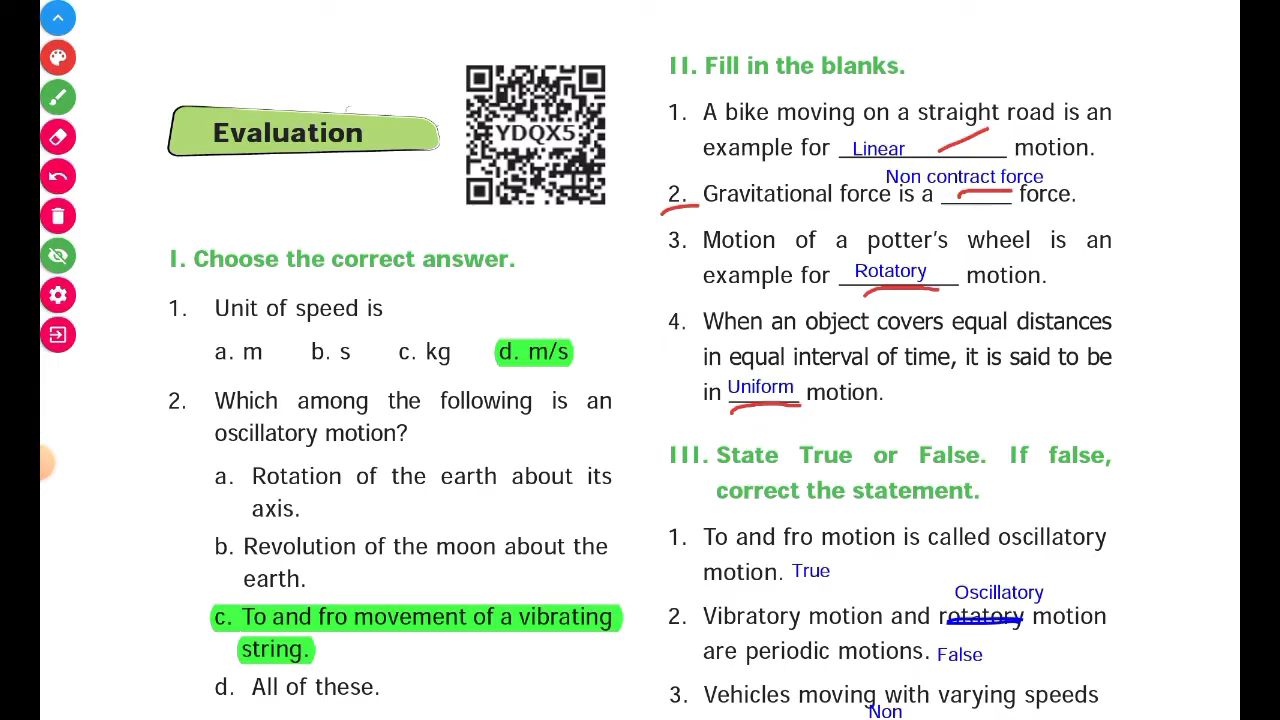 Evaluation
YDQX5
I. Choose the correct answer.
1. Unit of speed is
a. m b. s c. kg d. m/s
2. Which among the following is an
oscillatory motion?
a. Rotation of the earth about its
axis.
b. Revolution of the moon about the
earth.
c. To and fro movement of a vibrating
string.
d. All of these.
II. Fill in the blanks.
1. A bike moving on a straight road is an
example for Linear motion.
Non contract force
2. Gravitational force is a ______ force.
3. Motion of a potter's wheel is an
example for Rotatory motion.
4. When an object covers equal distances
in equal interval of time, it is said to be
in Uniform motion.
III. State True or False. If false,
correct the statement.
1. To and fro motion is called oscillatory
motion. True
Oscillatory
2. Vibratory motion and rotatory motion
are periodic motions. False
3. Vehicles moving with varying speeds
Non